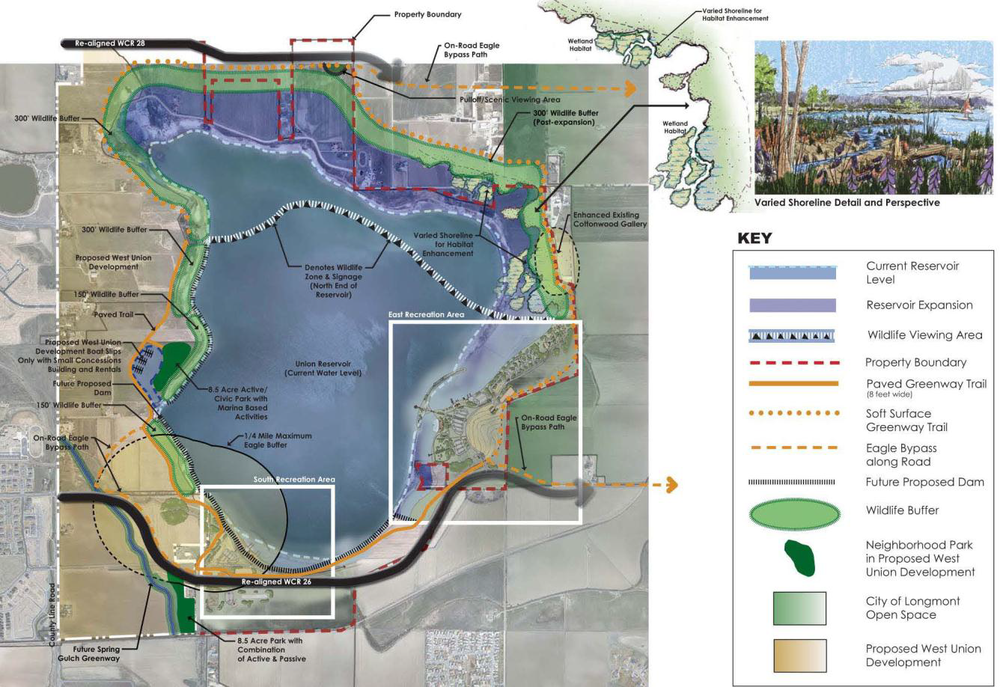 Property Boundary
Varied Shoreline for
Habitat Enhancement
Re-aligned WCR 28
On-Road Eagle
Bypass Path
Wetland
Habitat
Pulloff/Scenic Viewing Area
300' Wildlife Buffer
300' Wildlife Buffer
(Post-expansion)
Wetland
Habitat
Varied Shoreline Detail and Perspective
Enhanced Existing
Cottonwood Gallery
300' Wildlife Buffer
Varied Shoreline
for Habitat
Enhancement
Proposed West Union
Development
Denotes Wildlife
Zone & Signage
(North End of
Reservoir)
150' Wildlife Buffer
Paved Trail
East Recreation Area
Proposed West Union
Development Boat Slips
Only with Small Concessions
Building and Rentals
Union Reservoir
(Current Water Level)
Future Proposed
Dam
8.5 Acre Active/
Civic Park with
Marina Based
Activities
150' Wildlife Buffer
On-Road Eagle
Bypass Path
On-Road Eagle
Bypass Path
1/4 Mile Maximum
Eagle Buffer
South Recreation Area
Re-aligned WCR 26
County Line Road
Future Spring
Gulch Greenway
8.5 Acre Park with
Combination
of Active & Passive
KEY
Current Reservoir
Level
Reservoir Expansion
Wildlife Viewing Area
Property Boundary
Paved Greenway Trail
(8 feet wide)
Soft Surface
Greenway Trail
Eagle Bypass
along Road
Future Proposed Dam
Wildlife Buffer
Neighborhood Park
in Proposed West
Union Development
City of Longmont
Open Space
Proposed West Union
Development